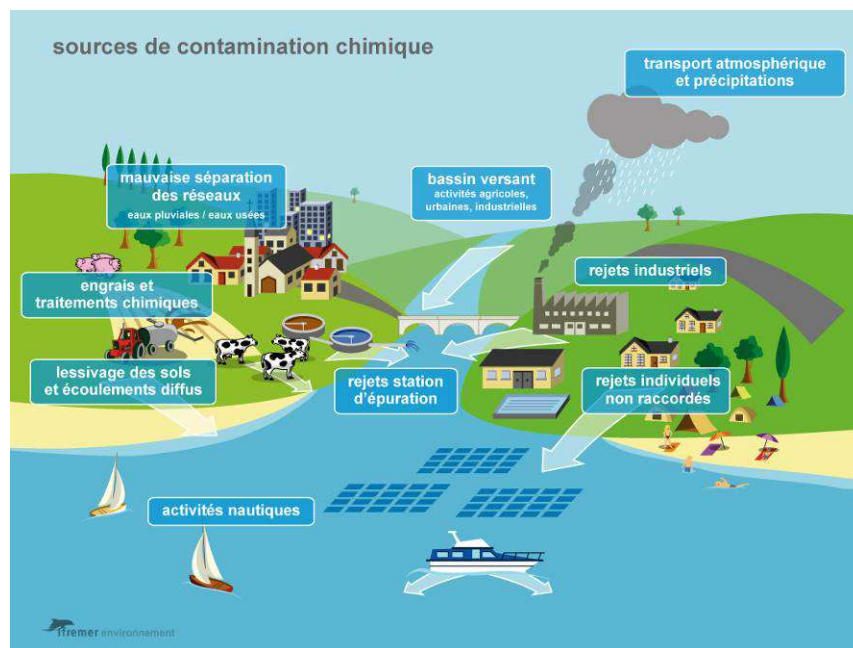 sources de contamination chimique
transport atmosphérique
et précipitations
mauvaise séparation
des réseaux
eaux pluviales / eaux usées
bassin versant
activités agricoles,
urbaines, industrielles
engrais et
traitements chimiques
rejets industriels
lessivage des sols
et écoulements diffus
rejets station
d'épuration
rejets individuels
non raccordés
activités nautiques
ifremer environnement